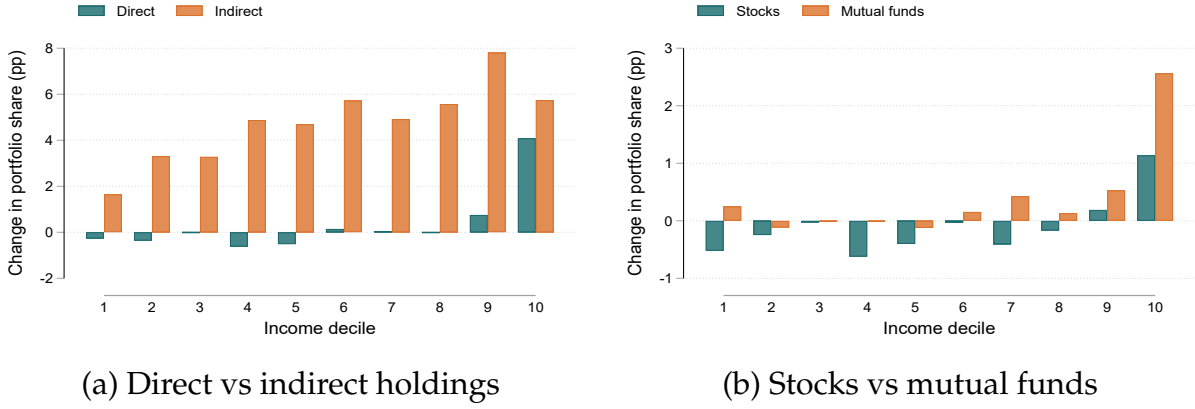 Direct Indirect
Change in portfolio share (pp)
8
6
4
2
0
-2
1 2 3 4 5 6 7 8 9 10
Income decile
(a) Direct vs indirect holdings
Stocks Mutual funds
Change in portfolio share (pp)
3
2
1
0
-1
1 2 3 4 5 6 7 8 9 10
Income decile
(b) Stocks vs mutual funds